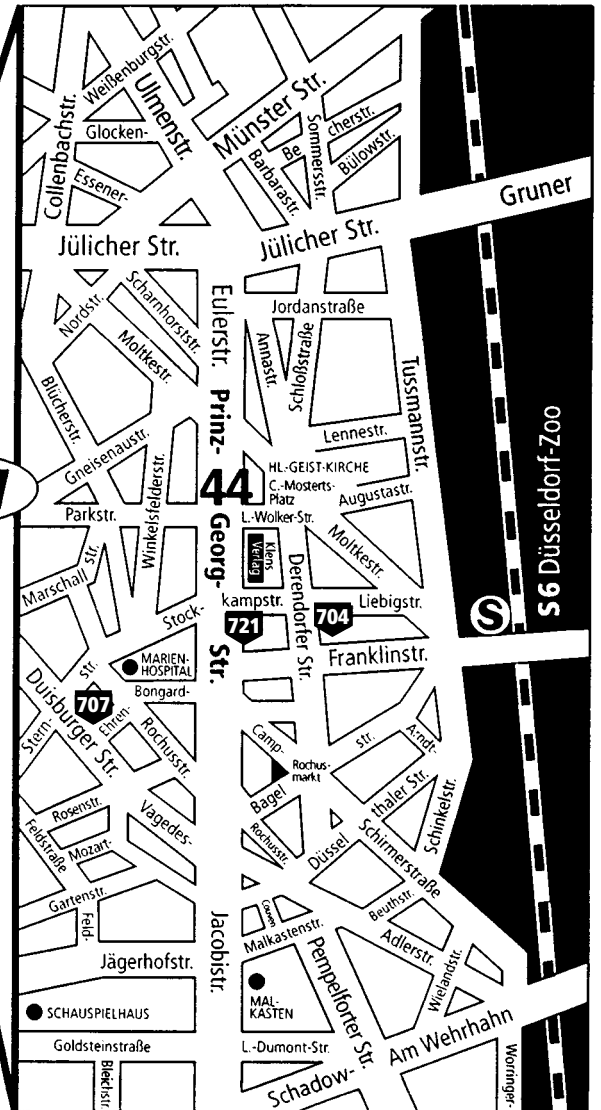 Weißenburgstr.
Ulmenstr.
Collenbachstr.
Glocken-
Essener-
Münster Str.
Sommersstr.
Be
cherstr.
Bülowstr.
Barbarastr.
Gruner
Jülicher Str.
Jülicher Str.
Scharnhorststr.
Nordstr.
Moltkestr.
Eulerstr.
Jordanstraße
Annastr.
Schloßstraße
Tussmannstr.
Blücherstr.
Prinz-
Lennestr.
Gneisenaustr.
Winkelsfelderstr.
44
HL.-GEIST-KIRCHE
C.-Mosterts-
Platz
Augustastr.
Parkstr.
Georg-
L.-Wolker-Str.
Moltkestr.
Klens
Verlag
Derendorfer Str.
Marschall
str.
Stock-
kampstr.
Liebigstr.
721
704
S
S 6 Düsseldorf-Zoo
Str.
Franklinstr.
str.
MARIEN-
HOSPITAL
Duisburger Str.
707
Bongard-
Ehren-
Rochusstr.
Stern-
Camp-
str.
Arndt-
Rochus-
markt
Bagel
thaler Str.
Schinkelstr.
Rosenstr.
Vagedes-
Feldstraße
Mozart-
Rochusstr.
Düssel
Schirmerstraße
Gartenstr.
Feld-
Couven
Beuthstr.
Jacobistr.
Malkastenstr.
Adlerstr.
Jägerhofstr.
Pempelforter Str.
Wielandstr.
SCHAUSPIELHAUS
MAL-
KASTEN
Am Wehrhahn
Goldsteinstraße
L.-Dumont-Str.
Bleichstr.
Schadow-
Worringer-